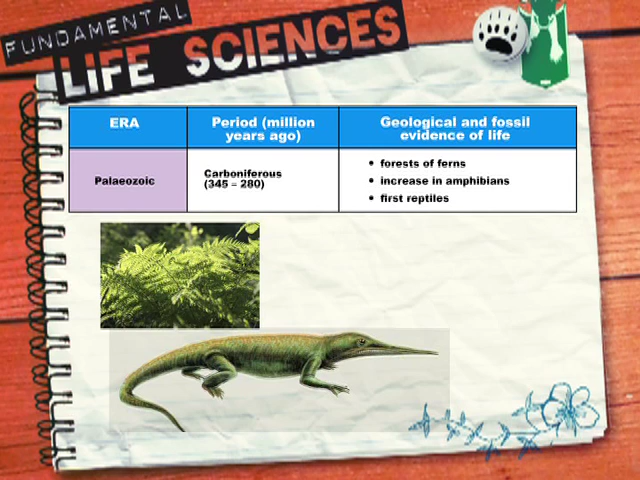 FUNDAMENTAL
LIFE SCIENCES
ERA
Period (million
years ago)
Geological and fossil
evidence of life
Palaeozoic
Carboniferous
(345 – 280)
• forests of ferns
• increase in amphibians
• first reptiles